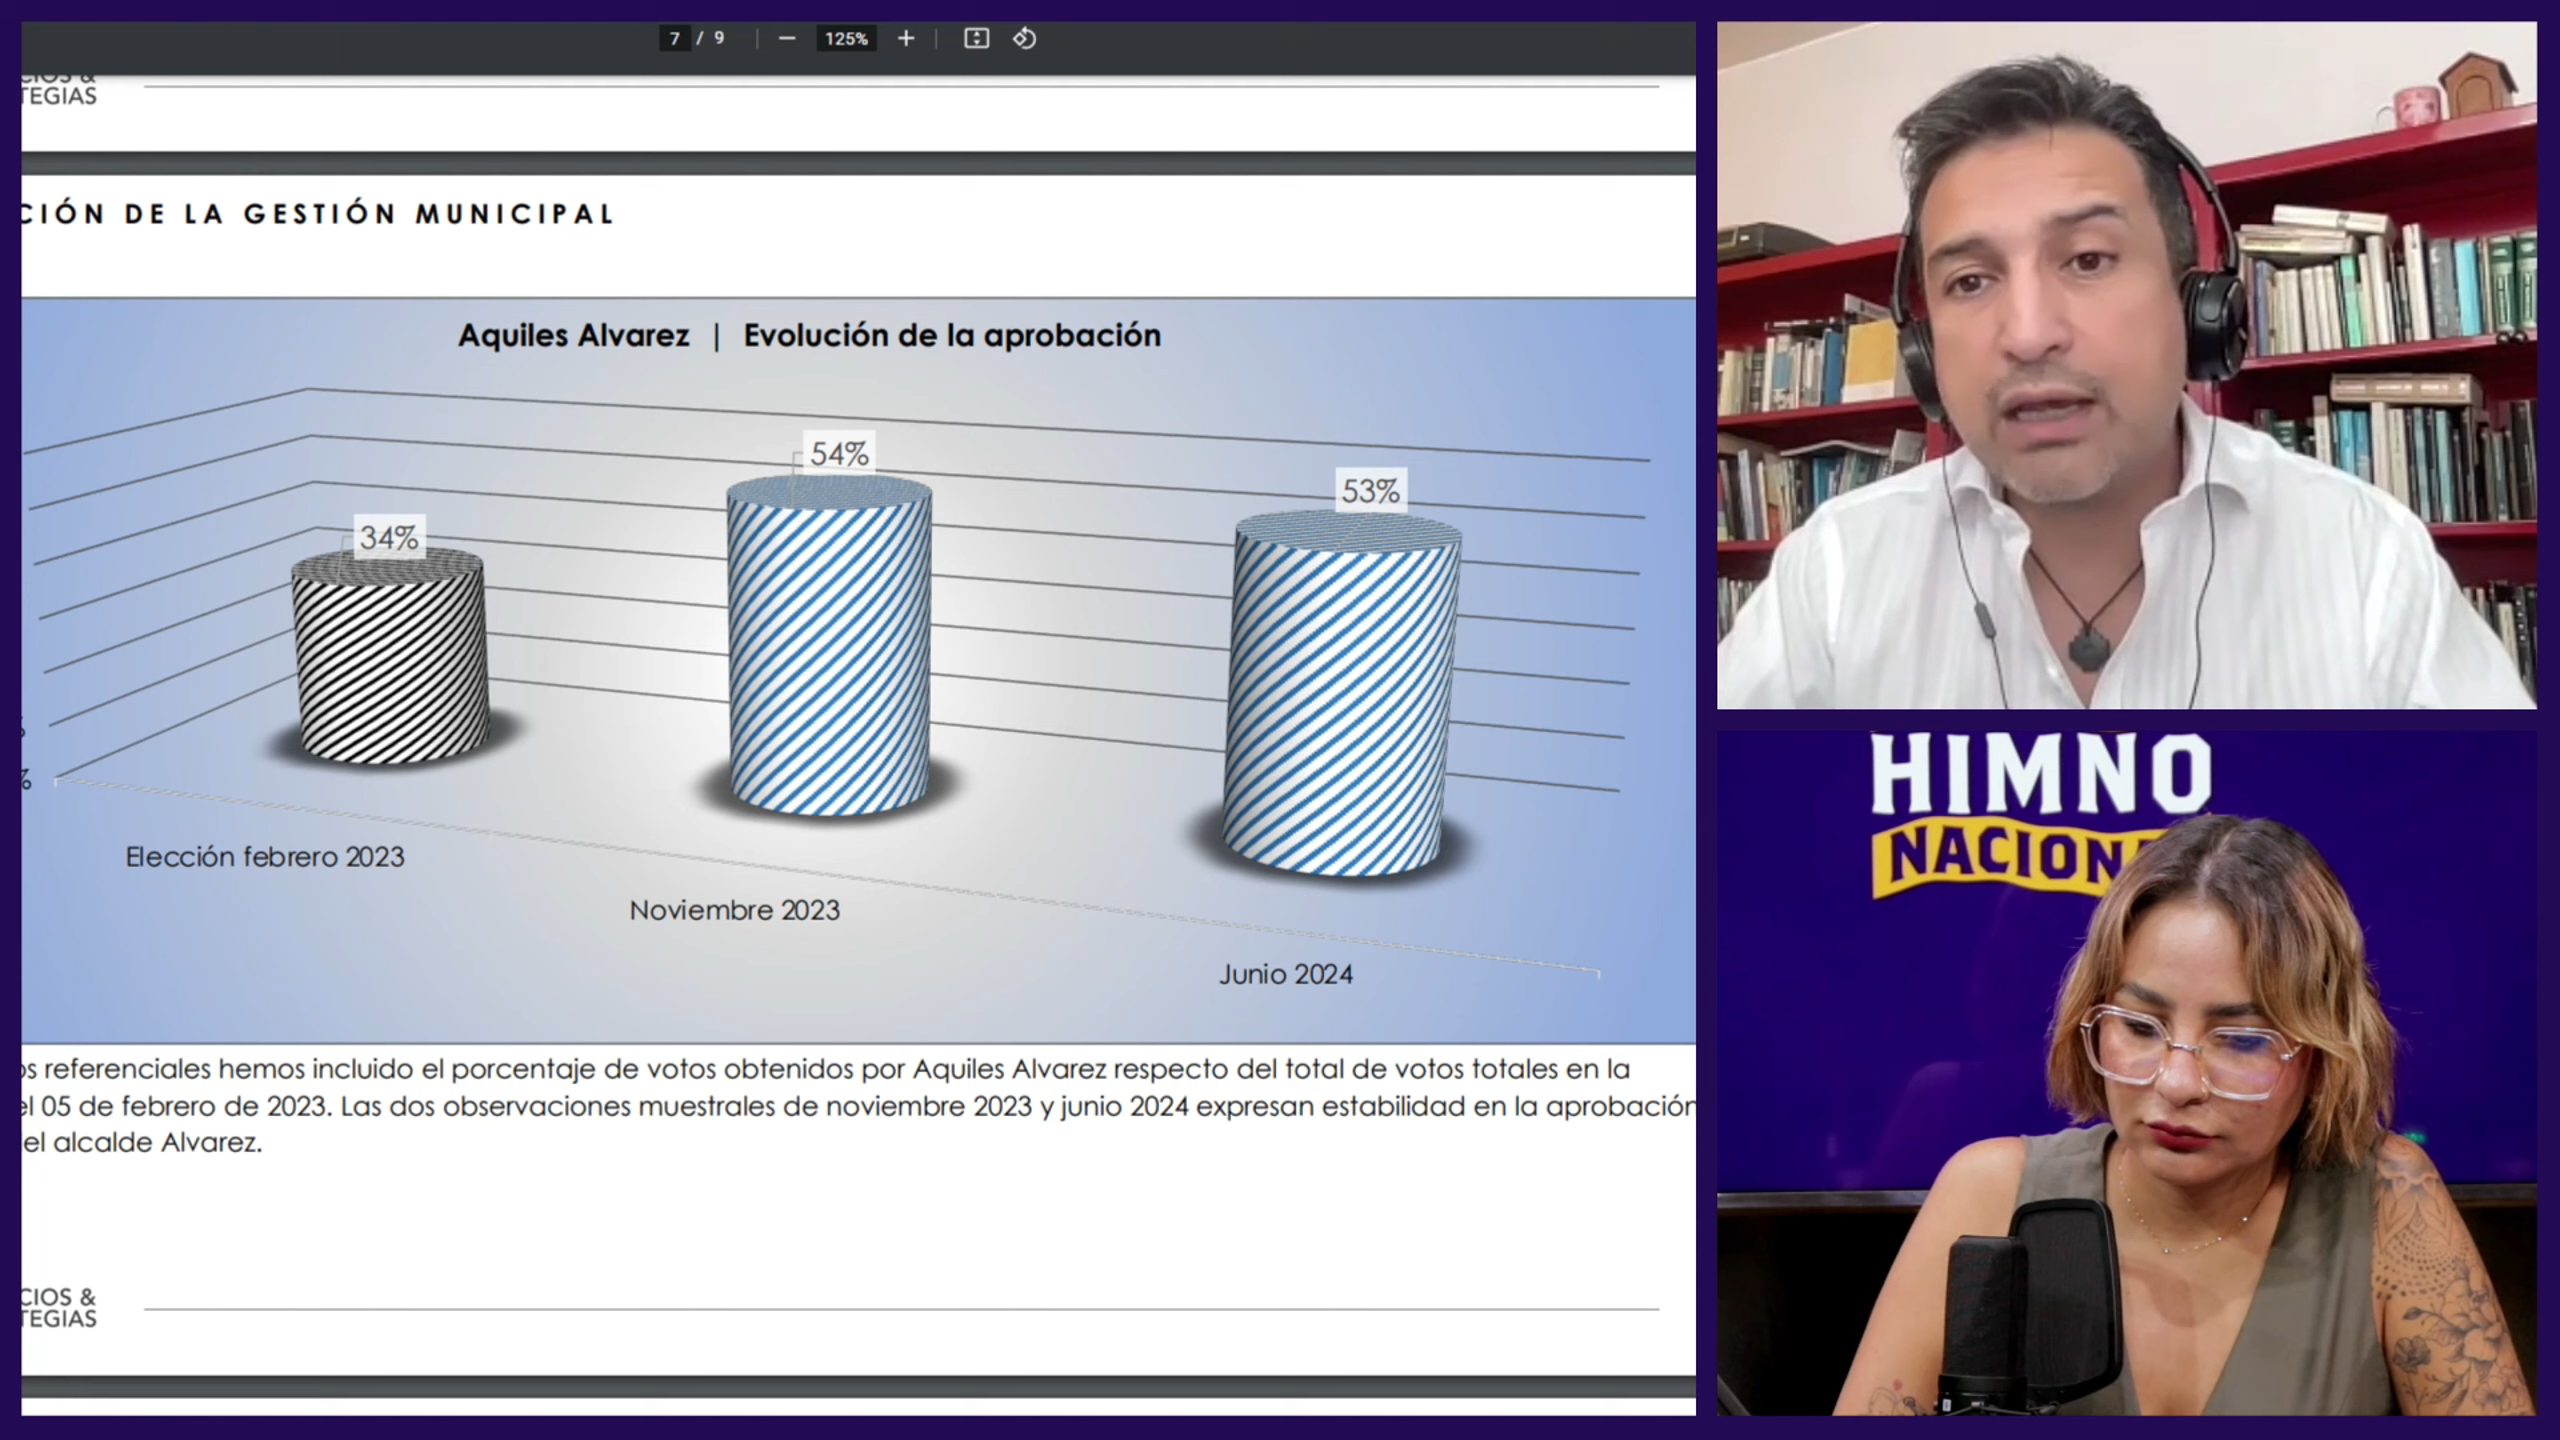 7 / 9 125%
CIOS &
TEGIAS
CIÓN DE LA GESTIÓN MUNICIPAL
Aquiles Alvarez | Evolución de la aprobación
34%
54%
53%
%
Elección febrero 2023
Noviembre 2023
Junio 2024
os referenciales hemos incluido el porcentaje de votos obtenidos por Aquiles Alvarez respecto del total de votos totales en la
el 05 de febrero de 2023. Las dos observaciones muestrales de noviembre 2023 y junio 2024 expresan estabilidad en la aprobación
el alcalde Alvarez.
CIOS &
TEGIAS
HIMNO
NACION